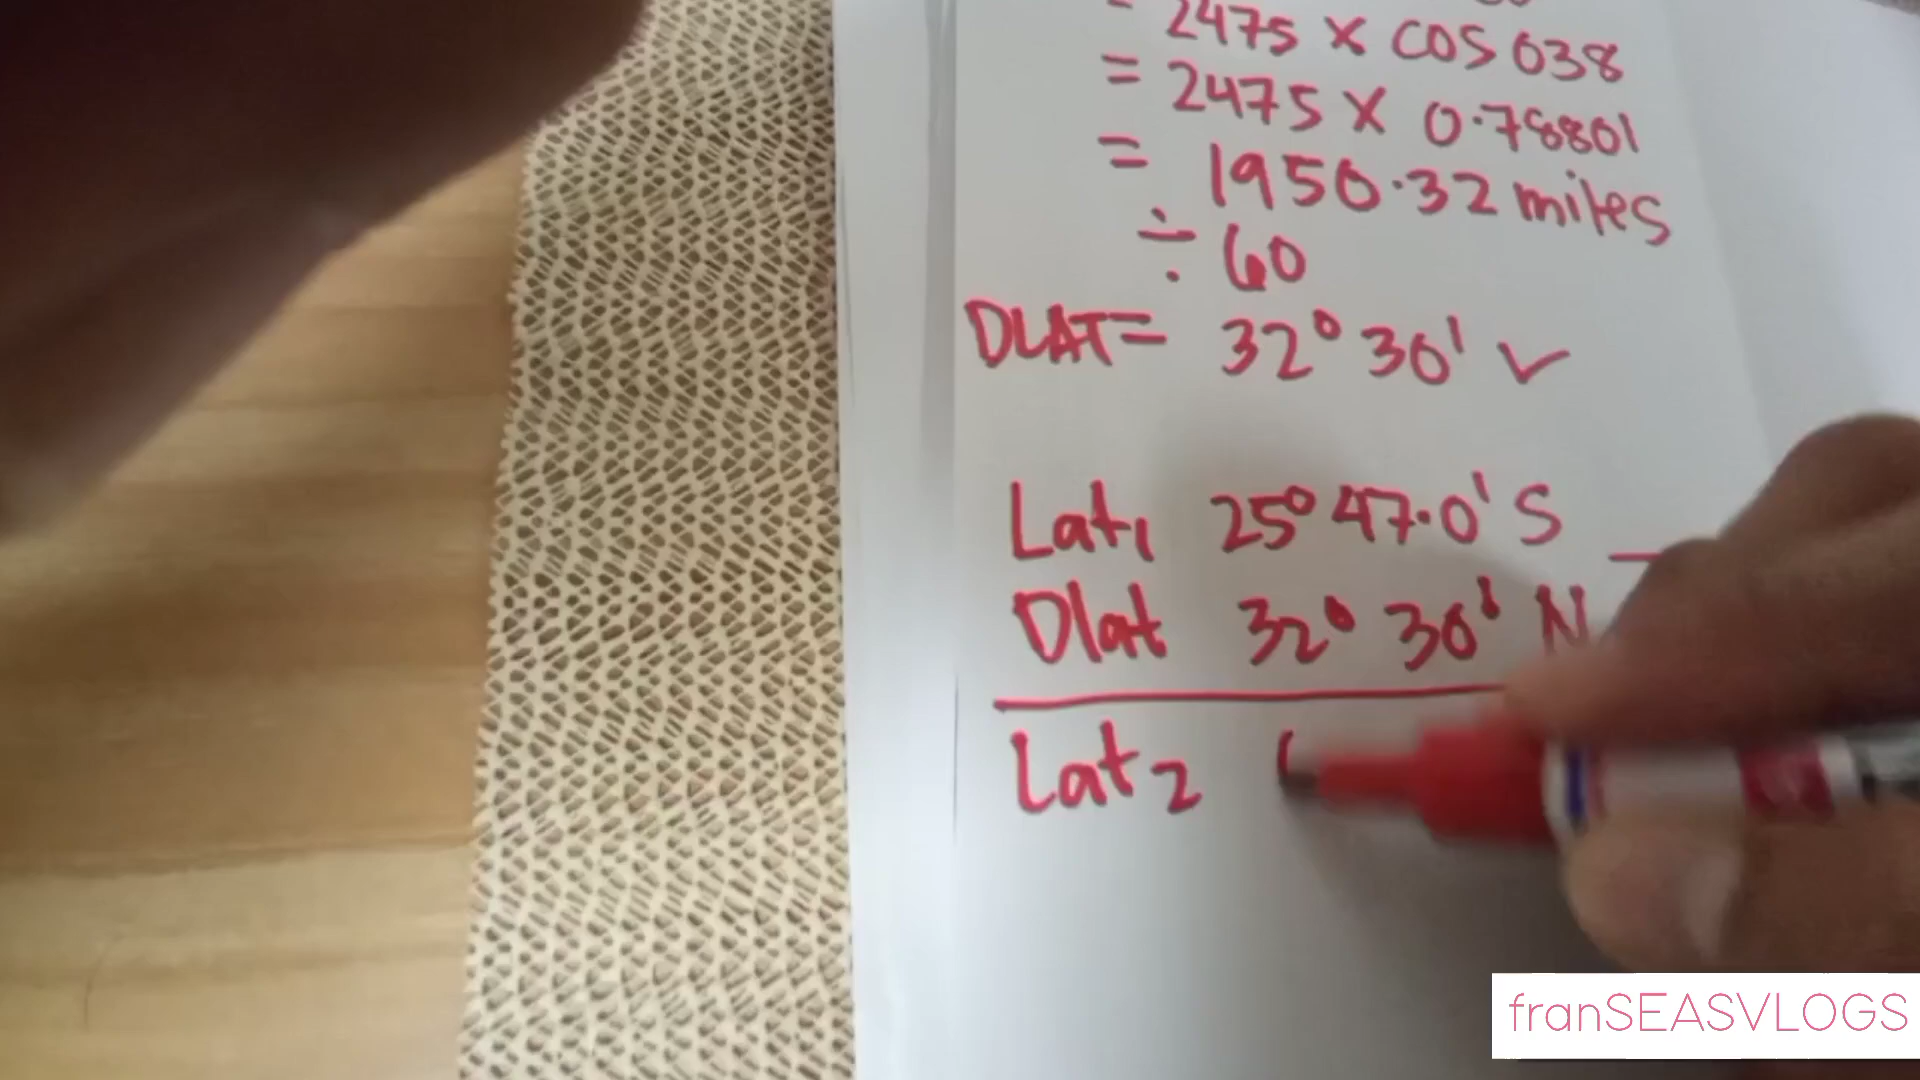 = 2475 × COS 038
= 2475 × 0.78801
= 1950.32 miles
÷ 60
DLAT = 32° 30' ✓
Lat₁ 25° 47.0' S
Dlat 32° 30' N
Lat₂
franSEASVLOGS